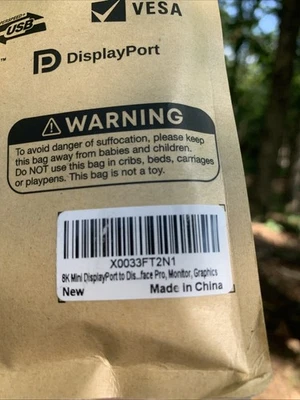 USB
VESA
™
DisplayPort
WARNING
To avoid danger of suffocation, please keep
this bag away from babies and children.
Do NOT use this bag in cribs, beds, carriages
or playpens. This bag is not a toy.
X0033FT2N1
BK Mini DisplayPort to Dis...face Pro, Monitor, Graphics
New
Made in China